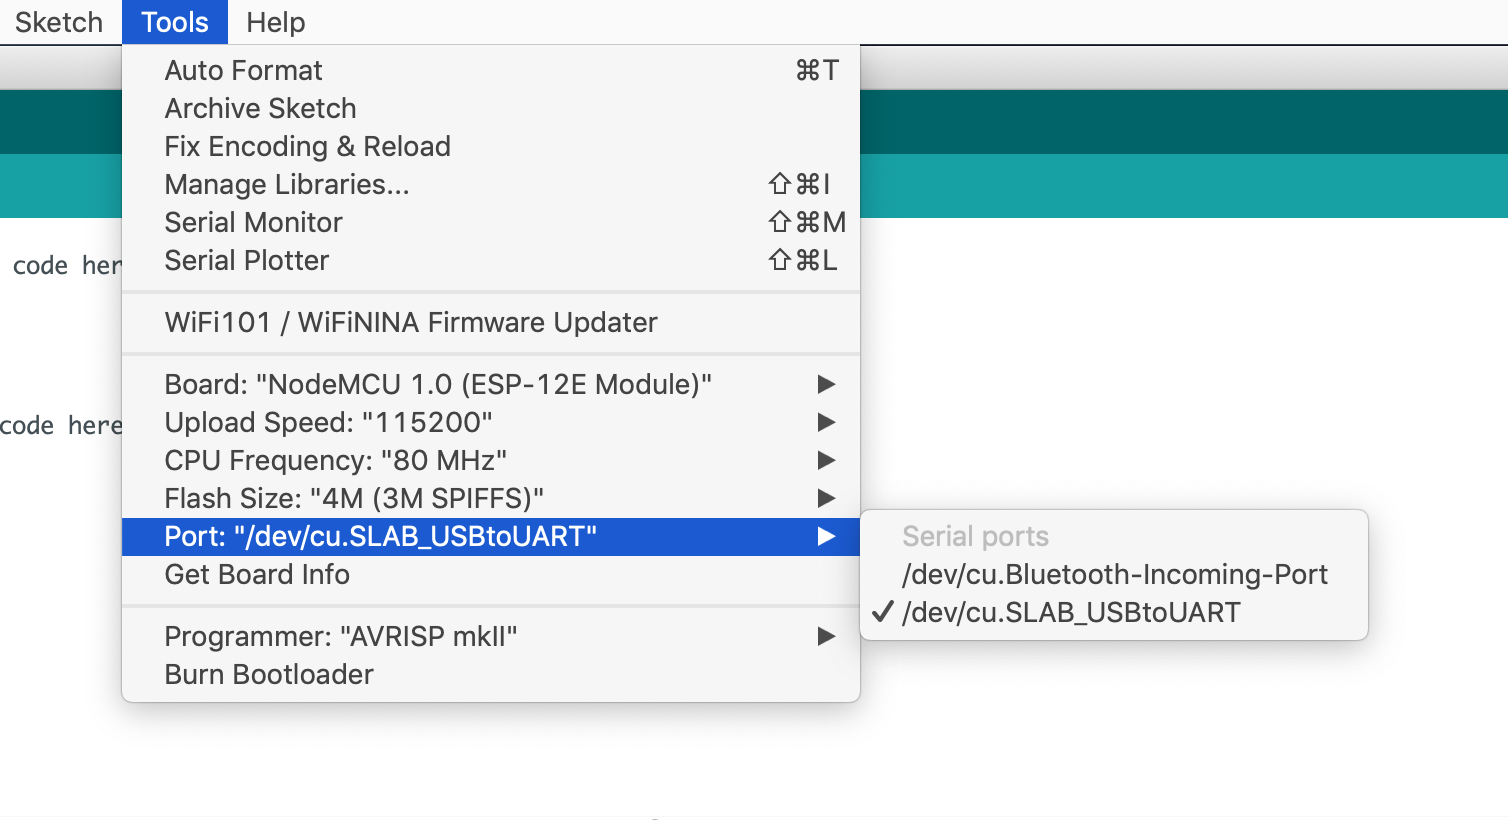 Sketch Tools Help
Auto Format ⌘T
Archive Sketch
Fix Encoding & Reload
Manage Libraries... ⇧⌘I
Serial Monitor ⇧⌘M
Serial Plotter ⇧⌘L
code her
WiFi101 / WiFiNINA Firmware Updater
Board: "NodeMCU 1.0 (ESP-12E Module)"
Upload Speed: "115200"
code here
CPU Frequency: "80 MHz"
Flash Size: "4M (3M SPIFFS)"
Port: "/dev/cu.SLAB_USBtoUART"
Get Board Info
Programmer: "AVRISP mkII"
Burn Bootloader
Serial ports
/dev/cu.Bluetooth-Incoming-Port
✓ /dev/cu.SLAB_USBtoUART